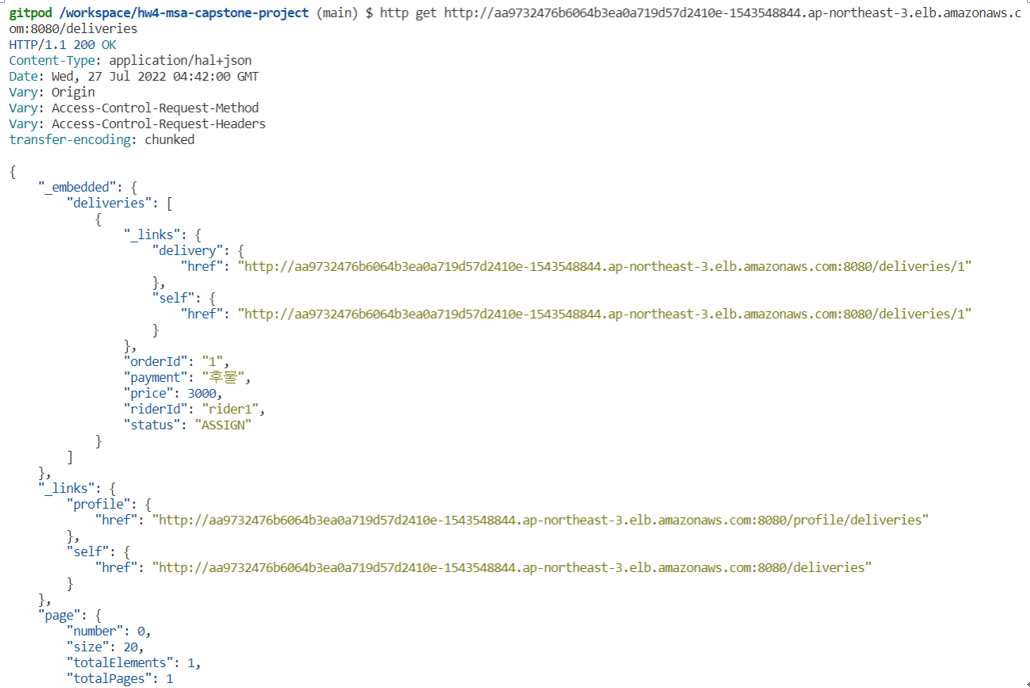 gitpod /workspace/hw4-msa-capstone-project (main) $ http get http://aa9732476b6064b3ea0a719d57d2410e-1543548844.ap-northeast-3.elb.amazonaws.c
om:8080/deliveries
HTTP/1.1 200 OK
Content-Type: application/hal+json
Date: Wed, 27 Jul 2022 04:42:00 GMT
Vary: Origin
Vary: Access-Control-Request-Method
Vary: Access-Control-Request-Headers
transfer-encoding: chunked

{
    "_embedded": {
        "deliveries": [
            {
                "_links": {
                    "delivery": {
                        "href": "http://aa9732476b6064b3ea0a719d57d2410e-1543548844.ap-northeast-3.elb.amazonaws.com:8080/deliveries/1"
                    },
                    "self": {
                        "href": "http://aa9732476b6064b3ea0a719d57d2410e-1543548844.ap-northeast-3.elb.amazonaws.com:8080/deliveries/1"
                    }
                },
                "orderId": "1",
                "payment": "후불",
                "price": 3000,
                "riderId": "rider1",
                "status": "ASSIGN"
            }
        ]
    },
    "_links": {
        "profile": {
            "href": "http://aa9732476b6064b3ea0a719d57d2410e-1543548844.ap-northeast-3.elb.amazonaws.com:8080/profile/deliveries"
        },
        "self": {
            "href": "http://aa9732476b6064b3ea0a719d57d2410e-1543548844.ap-northeast-3.elb.amazonaws.com:8080/deliveries"
        }
    },
    "page": {
        "number": 0,
        "size": 20,
        "totalElements": 1,
        "totalPages": 1